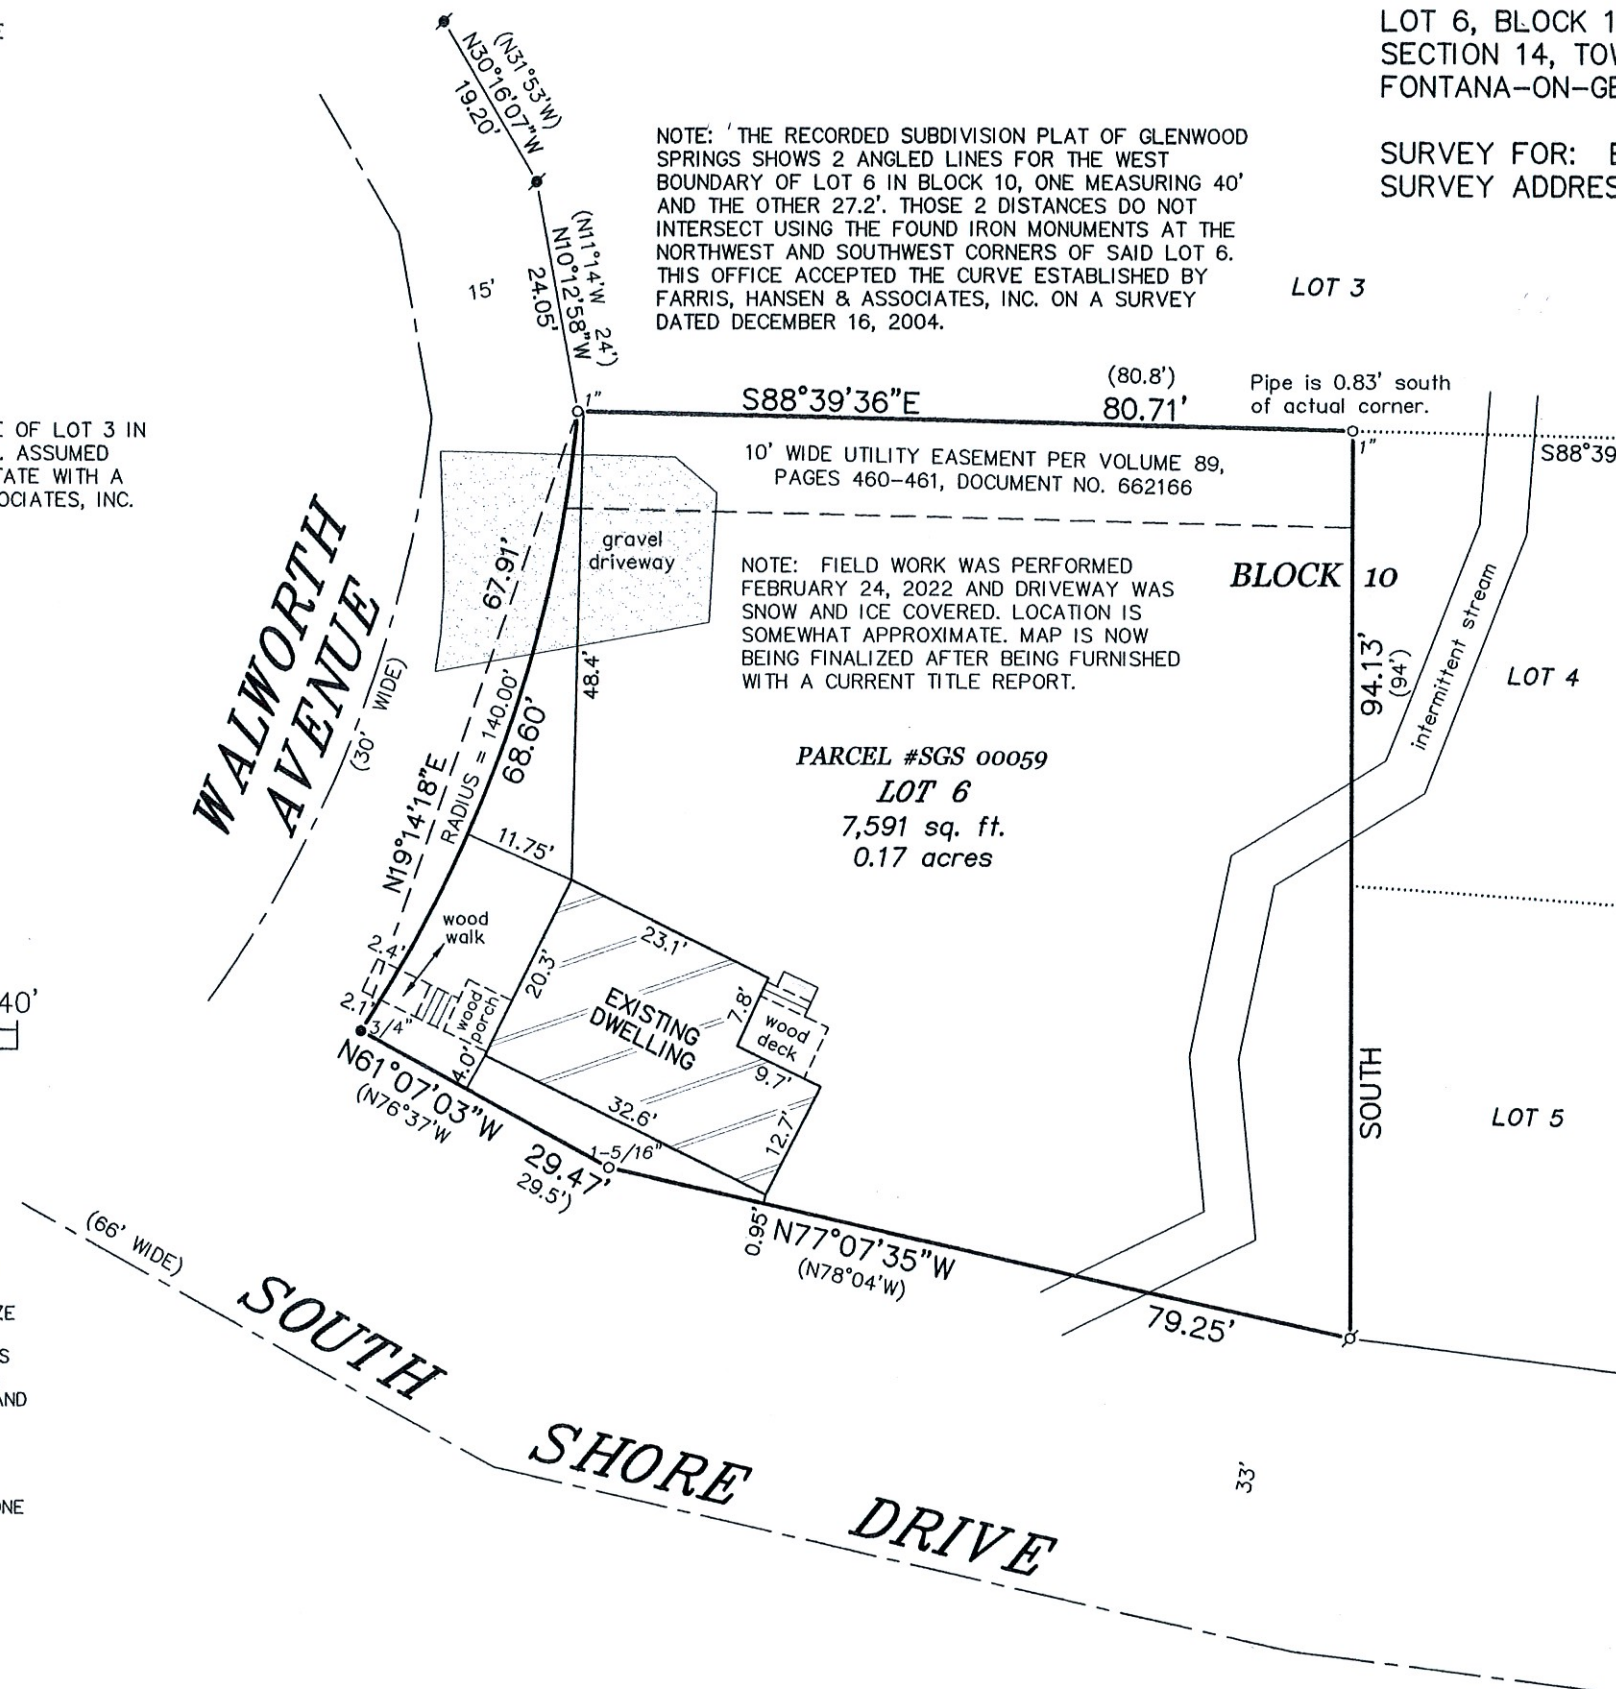 LOT 6, BLOCK 1
SECTION 14, TOW
FONTANA-ON-GE
SURVEY FOR:
SURVEY ADDRES
(N31°53'W)
N30°16'07"W
19.20'
NOTE: THE RECORDED SUBDIVISION PLAT OF GLENWOOD
SPRINGS SHOWS 2 ANGLED LINES FOR THE WEST
BOUNDARY OF LOT 6 IN BLOCK 10, ONE MEASURING 40'
AND THE OTHER 27.2'. THOSE 2 DISTANCES DO NOT
INTERSECT USING THE FOUND IRON MONUMENTS AT THE
NORTHWEST AND SOUTHWEST CORNERS OF SAID LOT 6.
THIS OFFICE ACCEPTED THE CURVE ESTABLISHED BY
FARRIS, HANSEN & ASSOCIATES, INC. ON A SURVEY
DATED DECEMBER 16, 2004.
(N11°14'W 24')
N10°12'58"W
24.05'
15'
LOT 3
OF LOT 3 IN
ASSUMED
TATE WITH A
OCIATES, INC.
1"
S88°39'36"E
(80.8')
80.71'
Pipe is 0.83' south
of actual corner.
1"
S88°39
10' WIDE UTILITY EASEMENT PER VOLUME 89,
PAGES 460-461, DOCUMENT NO. 662166
gravel
driveway
NOTE: FIELD WORK WAS PERFORMED
FEBRUARY 24, 2022 AND DRIVEWAY WAS
SNOW AND ICE COVERED. LOCATION IS
SOMEWHAT APPROXIMATE. MAP IS NOW
BEING FINALIZED AFTER BEING FURNISHED
WITH A CURRENT TITLE REPORT.
BLOCK 10
WALWORTH
AVENUE
(30' WIDE)
67.91'
N19°14'18"E
RADIUS = 140.00'
68.60'
48.4'
94.13'
(94')
SOUTH
intermittent stream
LOT 4
PARCEL #SGS 00059
LOT 6
7,591 sq. ft.
0.17 acres
11.75'
wood
walk
2.4'
2.1'
3/4"
wood
porch
20.3'
23.1'
EXISTING
DWELLING
7.8'
wood
deck
9.7'
12.7'
32.6'
4.0'
40'
N61°07'03"W
(N76°37'W
29.47'
29.5')
1-5/16"
0.95'
N77°07'35"W
(N78°04'W)
79.25'
LOT 5
(66' WIDE)
SOUTH SHORE DRIVE
33'
ZE
S
AND
ONE